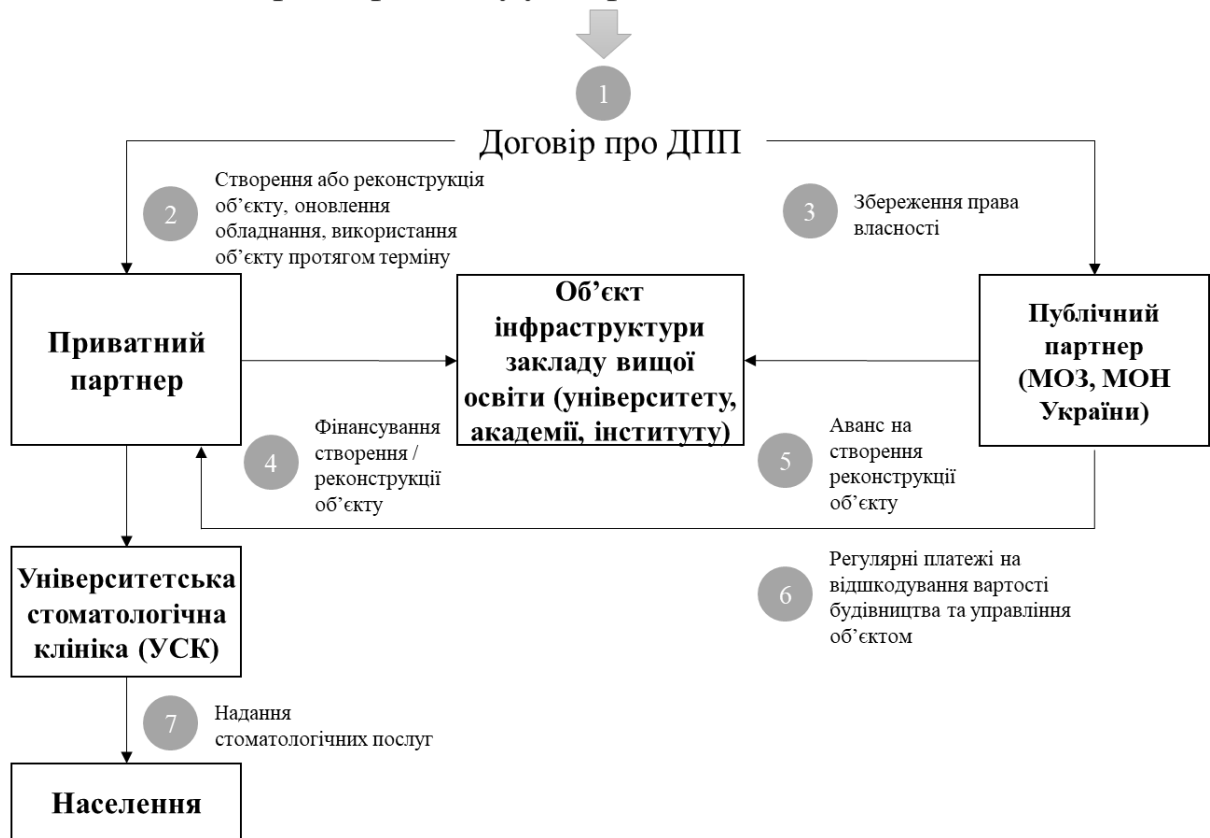 1
Договір про ДПП
2
Створення або реконструкція
об’єкту, оновлення
обладнання, використання
об’єкту протягом терміну
3
Збереження права
власності
Приватний
партнер
Об’єкт
інфраструктури
закладу вищої
освіти (університету,
академії, інституту)
Публічний
партнер
(МОЗ, МОН
України)
4
Фінансування
створення /
реконструкції
об’єкту
5
Аванс на
створення
реконструкції
об’єкту
Університетська
стоматологічна
клініка (УСК)
6
Регулярні платежі на
відшкодування вартості
будівництва та управління
об’єктом
7
Надання
стоматологічних послуг
Населення